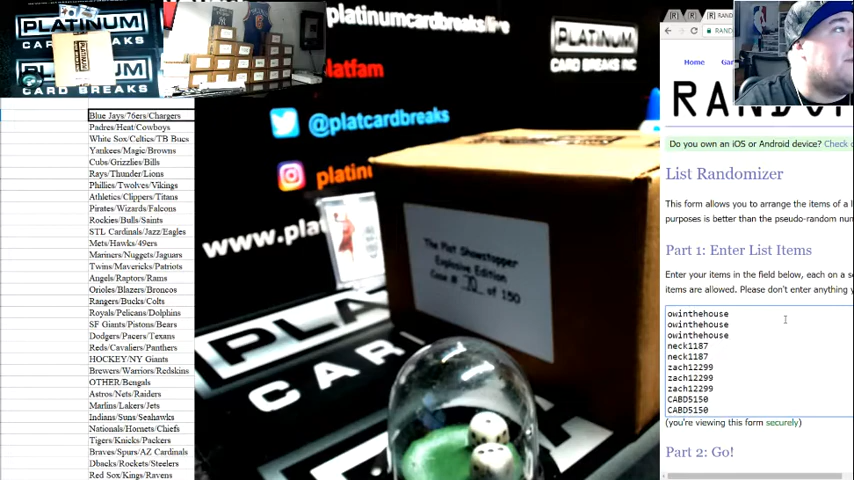 PLATINUM
CARD BREAKS
PLATINUM
CARD BREAKS INC
platinumcardbreaks.live
@platcardbreaks
The Plat Showstopper
Explosive Edition
Case # 70 of 150
Blue Jays/76ers/Chargers
Padres/Heat/Cowboys
White Sox/Celtics/TB Bucs
Yankees/Magic/Browns
Cubs/Grizzlies/Bills
Rays/Thunder/Lions
Phillies/Twolves/Vikings
Athletics/Clippers/Titans
Pirates/Wizards/Falcons
Rockies/Bulls/Saints
STL Cardinals/Jazz/Eagles
Mets/Hawks/49ers
Mariners/Nuggets/Jaguars
Twins/Mavericks/Patriots
Angels/Raptors/Rams
Orioles/Blazers/Broncos
Rangers/Bucks/Colts
Royals/Pelicans/Dolphins
SF Giants/Pistons/Bears
Dodgers/Pacers/Texans
Reds/Cavaliers/Panthers
HOCKEY/NY Giants
Brewers/Warriors/Redskins
OTHER/Bengals
Astros/Nets/Raiders
Marlins/Lakers/Jets
Indians/Suns/Seahawks
Nationals/Hornets/Chiefs
Tigers/Knicks/Packers
Braves/Spurs/AZ Cardinals
Dbacks/Rockets/Steelers
Red Sox/Kings/Ravens
Home
Do you own an iOS or Android device? Check
List Randomizer
This form allows you to arrange the items of a
purposes is better than the pseudo-random
Part 1: Enter List Items
Enter your items in the field below, each on a
items are allowed. Please don't enter anything
owinthehouse
owinthehouse
owinthehouse
neck1187
neck1187
zach12299
zach12299
zach12299
CABD5150
CABD5150
(you're viewing this form securely)
Part 2: Go!